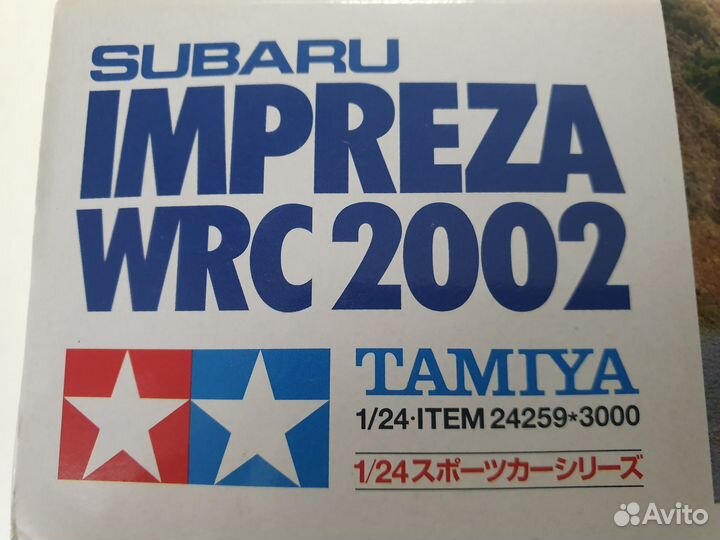 SUBARU
IMPREZA
WRC 2002
TAMIYA
1/24·ITEM 24259*3000
1/24スポーツカーシリーズ
Avito